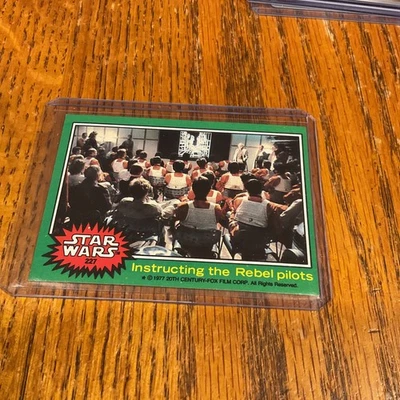 STAR
WARS
227
Instructing the Rebel pilots
© 1977 20TH CENTURY-FOX FILM CORP. All Rights Reserved.